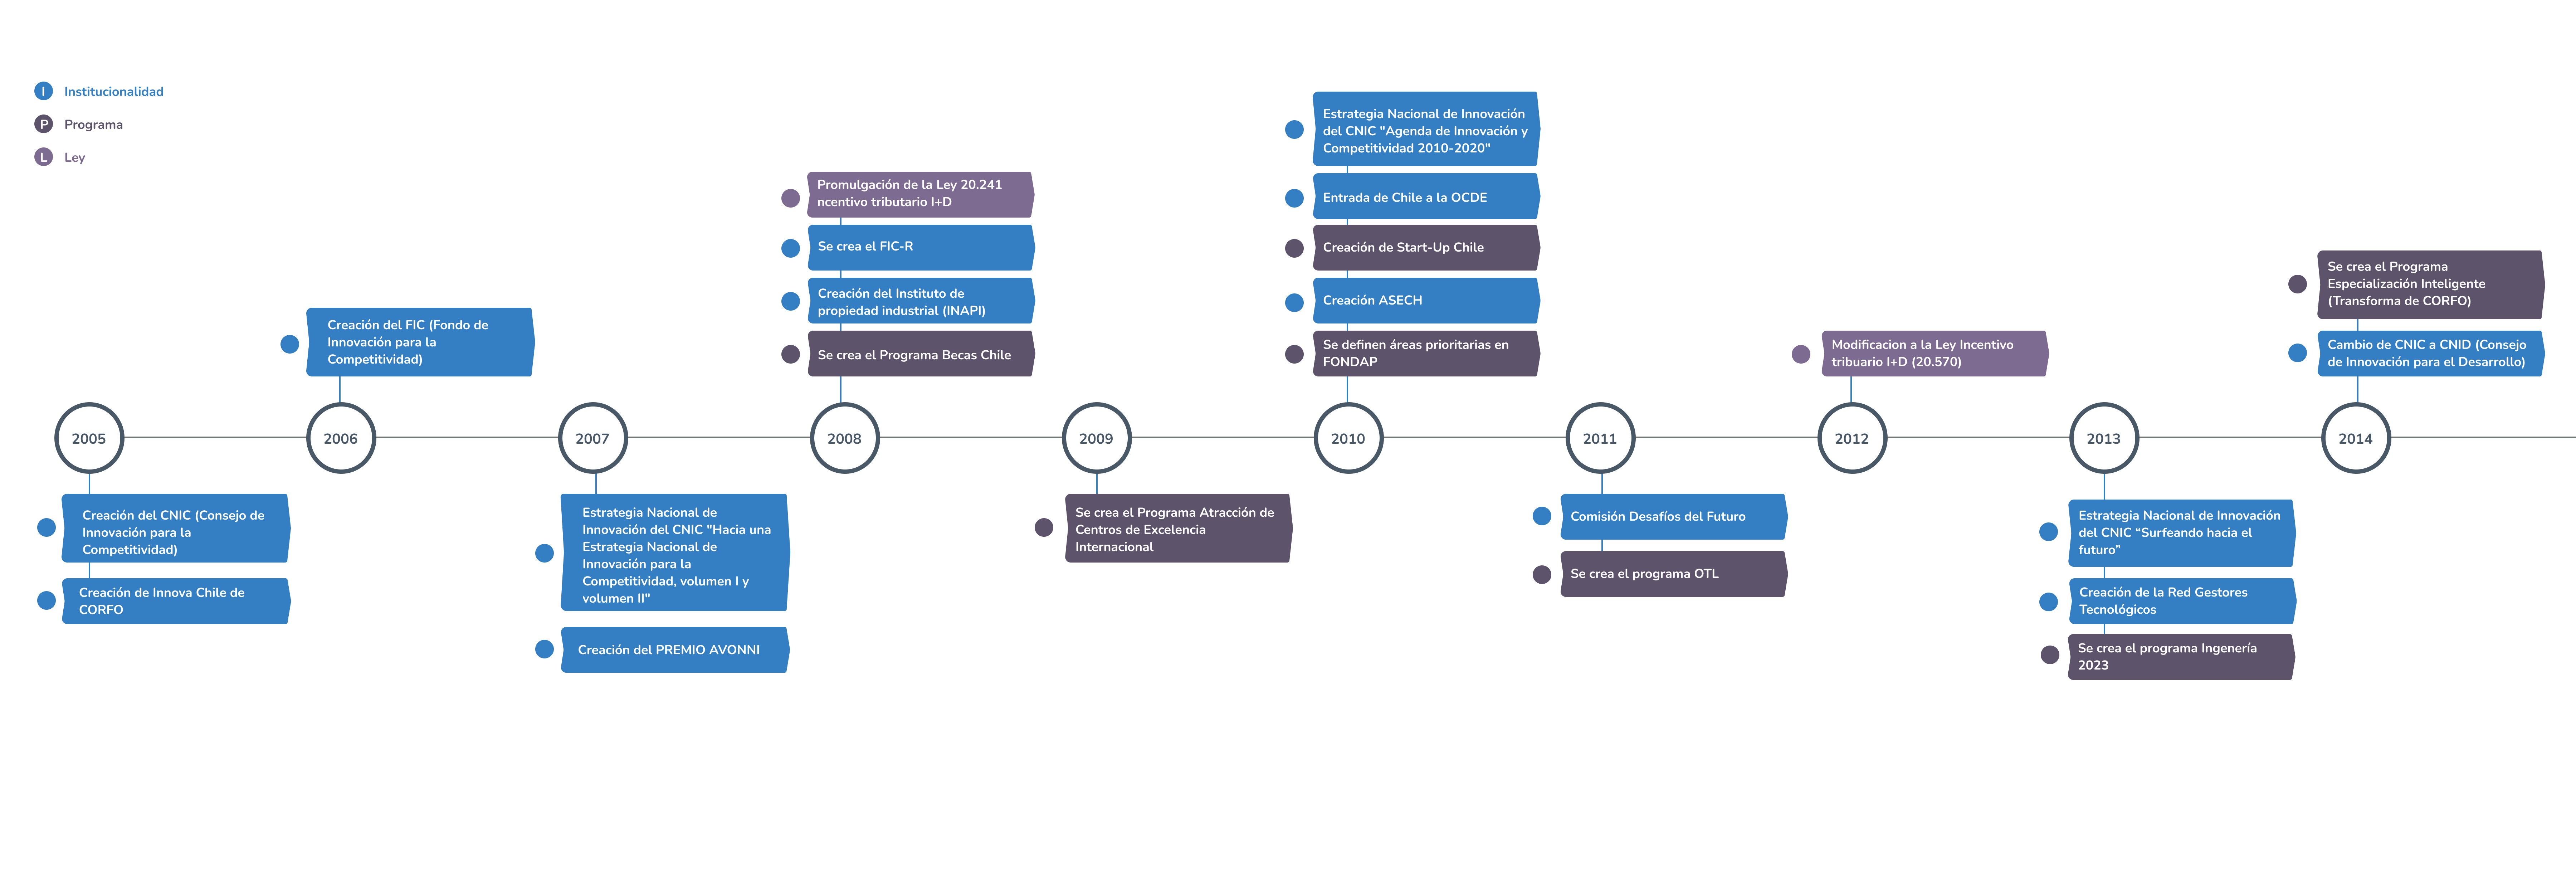 I Institucionalidad
P Programa
L Ley
Promulgación de la Ley 20.241
ncentivo tributario I+D
Se crea el FIC-R
Creación del Instituto de
propiedad industrial (INAPI)
Se crea el Programa Becas Chile
Estrategia Nacional de Innovación
del CNIC "Agenda de Innovación y
Competitividad 2010-2020"
Entrada de Chile a la OCDE
Creación de Start-Up Chile
Creación ASECH
Se definen áreas prioritarias en
FONDAP
Creación del FIC (Fondo de
Innovación para la
Competitividad)
Modificacion a la Ley Incentivo
tribuario I+D (20.570)
Se crea el Programa
Especialización Inteligente
(Transforma de CORFO)
Cambio de CNIC a CNID (Consejo
de Innovación para el Desarrollo)
2005 2006 2007 2008 2009 2010 2011 2012 2013 2014
Creación del CNIC (Consejo de
Innovación para la
Competitividad)
Creación de Innova Chile de
CORFO
Estrategia Nacional de
Innovación del CNIC "Hacia una
Estrategia Nacional de
Innovación para la
Competitividad, volumen I y
volumen II"
Creación del PREMIO AVONNI
Se crea el Programa Atracción de
Centros de Excelencia
Internacional
Comisión Desafíos del Futuro
Se crea el programa OTL
Estrategia Nacional de Innovación
del CNIC “Surfeando hacia el
futuro”
Creación de la Red Gestores
Tecnológicos
Se crea el programa Ingenería
2023